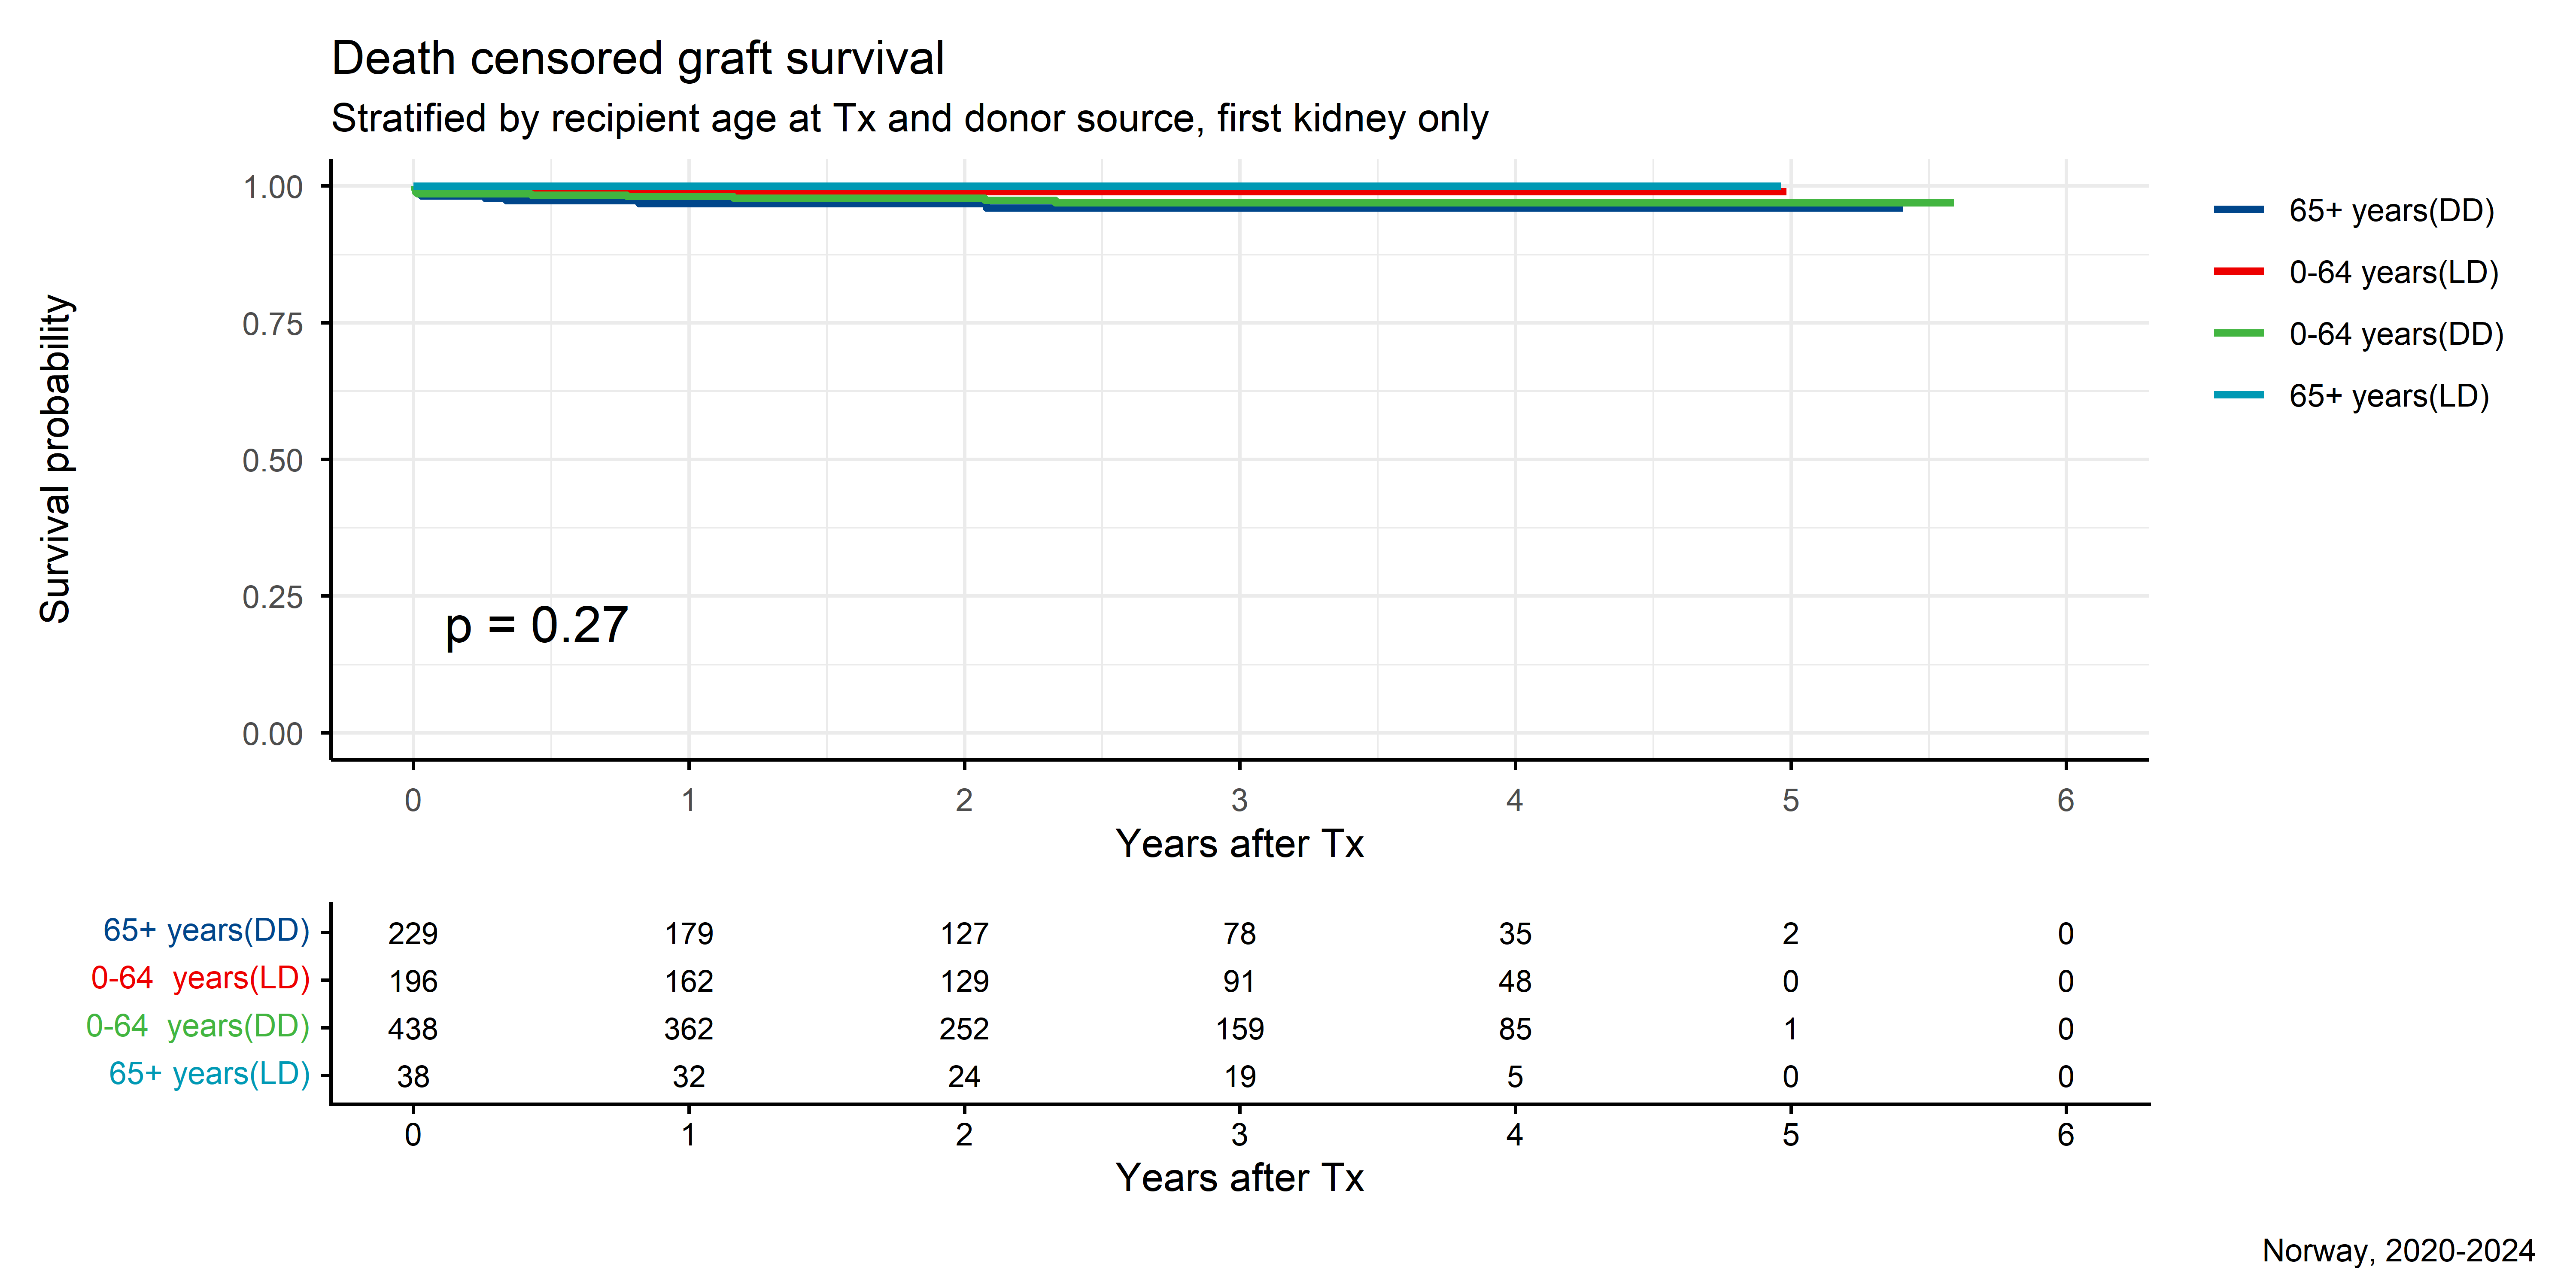 Death censored graft survival
Stratified by recipient age at Tx and donor source, first kidney only
Survival probability
1.00
0.75
0.50
0.25
0.00
p = 0.27
0 1 2 3 4 5 6
Years after Tx
65+ years(DD)
0-64 years(LD)
0-64 years(DD)
65+ years(LD)
65+ years(DD) 229 179 127 78 35 2 0
0-64  years(LD) 196 162 129 91 48 0 0
0-64  years(DD) 438 362 252 159 85 1 0
65+ years(LD) 38 32 24 19 5 0 0
0 1 2 3 4 5 6
Years after Tx
Norway, 2020-2024